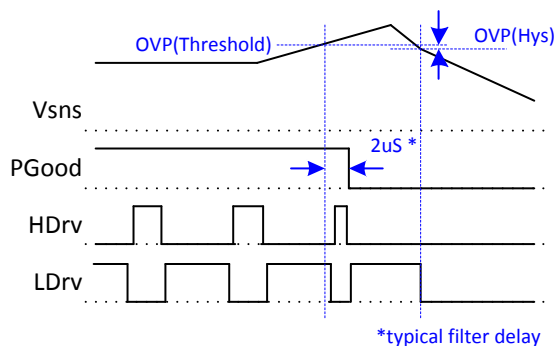 OVP(Threshold)
OVP(Hys)
Vsns
2uS *
PGood
HDrv
LDrv
*typical filter delay